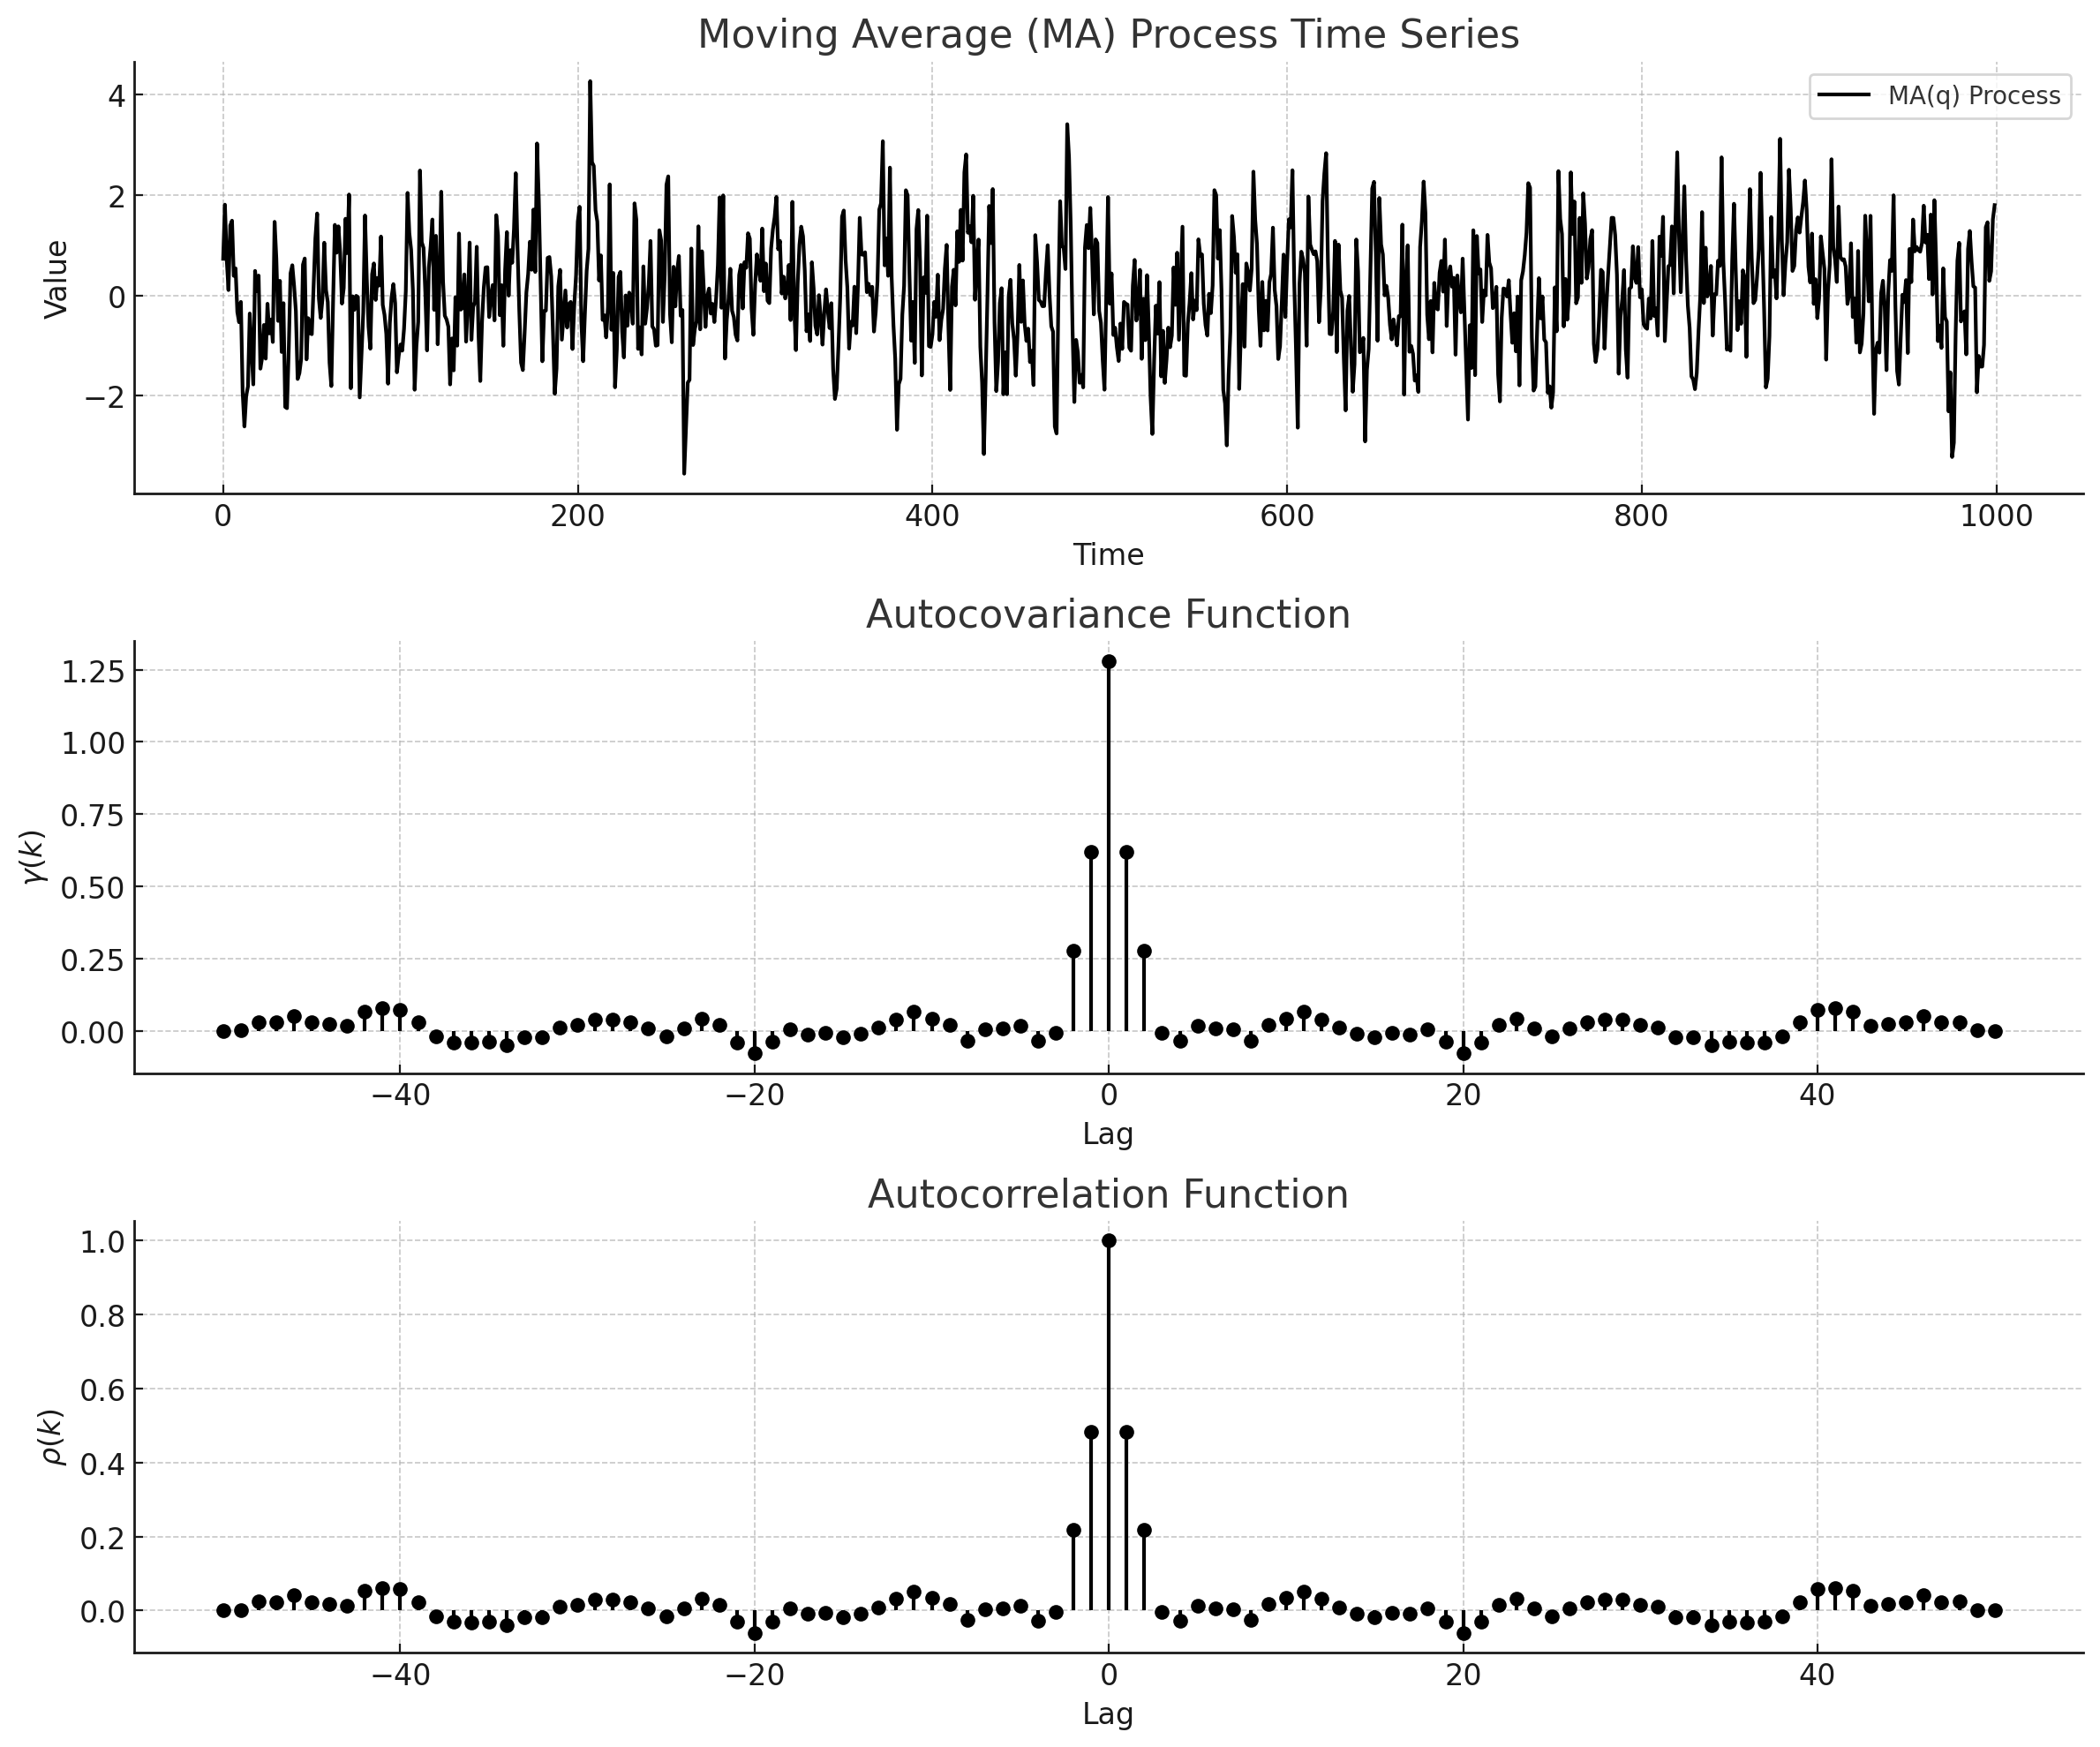 Moving Average (MA) Process Time Series
4
2
0
−2
Value
MA(q) Process
0 200 400 600 800 1000
Time
Autocovariance Function
1.25
1.00
0.75
0.50
0.25
0.00
γ(k)
−40 −20 0 20 40
Lag
Autocorrelation Function
1.0
0.8
0.6
0.4
0.2
0.0
ρ(k)
−40 −20 0 20 40
Lag